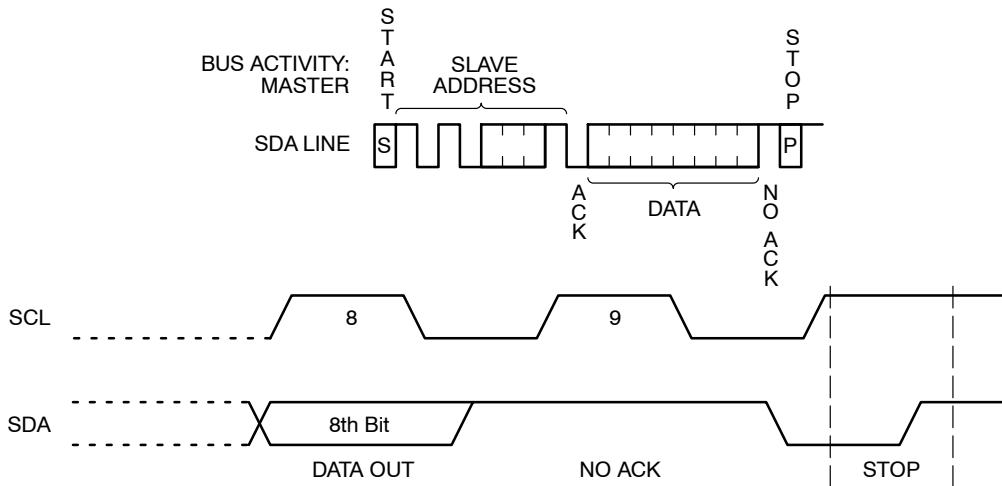 START
STOP
BUS ACTIVITY:
MASTER
SLAVE
ADDRESS
SDA LINE
S
P
ACK
DATA
NO ACK
SCL
8
9
SDA
8th Bit
DATA OUT
NO ACK
STOP